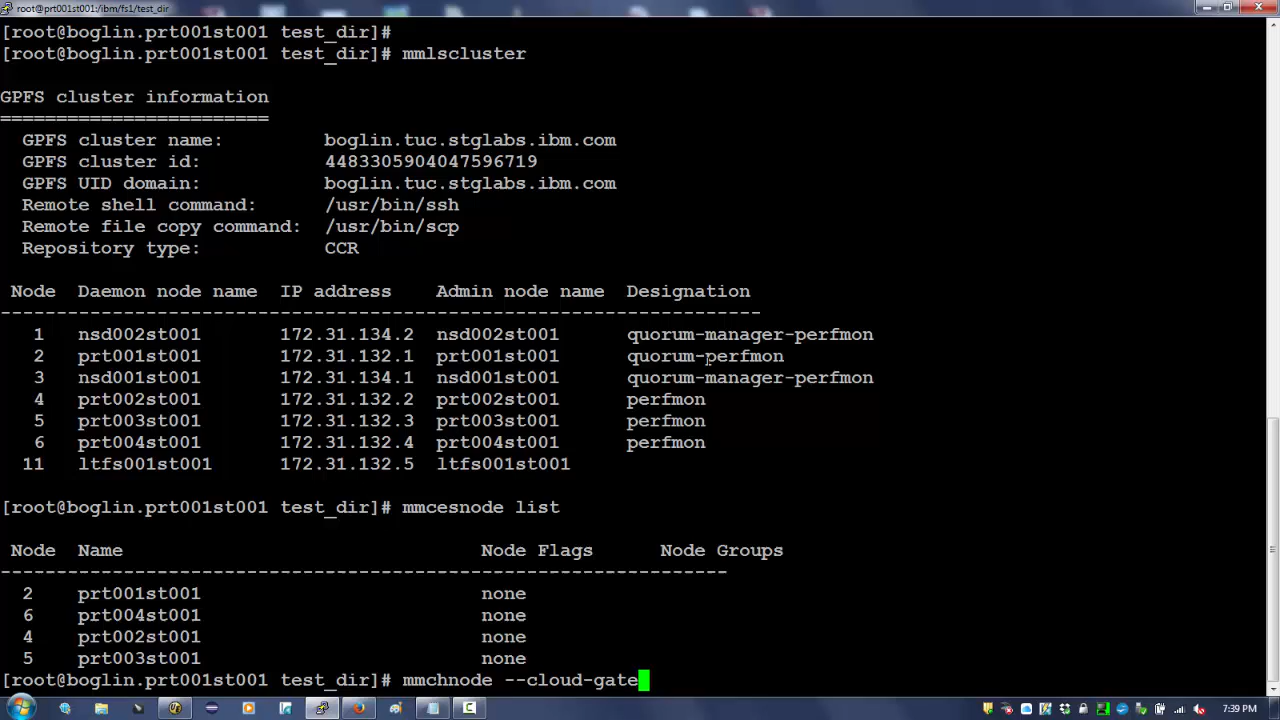 root@prt001st001:/ibm/fs1/test_dir
[root@boglin.prt001st001 test_dir]#
[root@boglin.prt001st001 test_dir]# mmlscluster
GPFS cluster information
========================
GPFS cluster name: boglin.tuc.stglabs.ibm.com
GPFS cluster id: 4483305904047596719
GPFS UID domain: boglin.tuc.stglabs.ibm.com
Remote shell command: /usr/bin/ssh
Remote file copy command: /usr/bin/scp
Repository type: CCR
Node Daemon node name IP address Admin node name Designation
--------------------------------------------------------------------
1 nsd002st001 172.31.134.2 nsd002st001 quorum-manager-perfmon
2 prt001st001 172.31.132.1 prt001st001 quorum-perfmon
3 nsd001st001 172.31.134.1 nsd001st001 quorum-manager-perfmon
4 prt002st001 172.31.132.2 prt002st001 perfmon
5 prt003st001 172.31.132.3 prt003st001 perfmon
6 prt004st001 172.31.132.4 prt004st001 perfmon
11 ltfs001st001 172.31.132.5 ltfs001st001
[root@boglin.prt001st001 test_dir]# mmcesnode list
Node Name Node Flags Node Groups
-----------------------------------------------------------------
2 prt001st001 none
6 prt004st001 none
4 prt002st001 none
5 prt003st001 none
[root@boglin.prt001st001 test_dir]# mmchnode --cloud-gate
7:39 PM